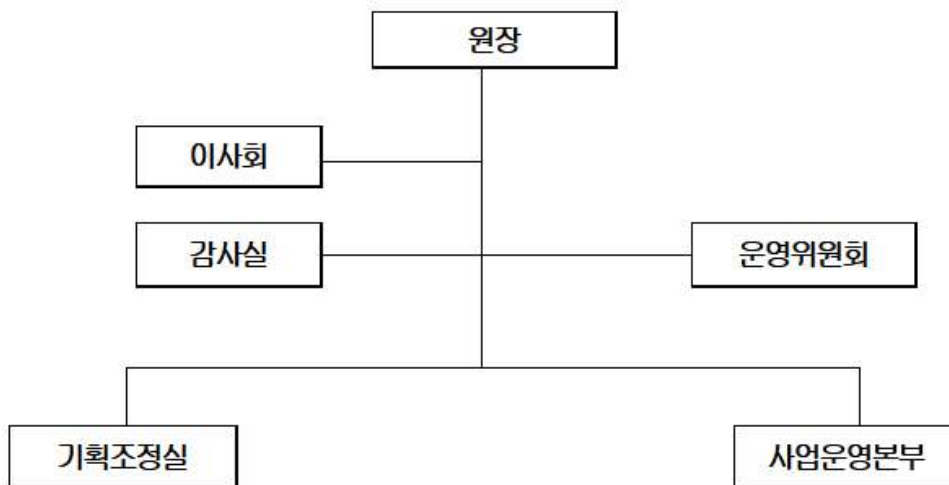 원장
이사회
감사실
운영위원회
기획조정실
사업운영본부